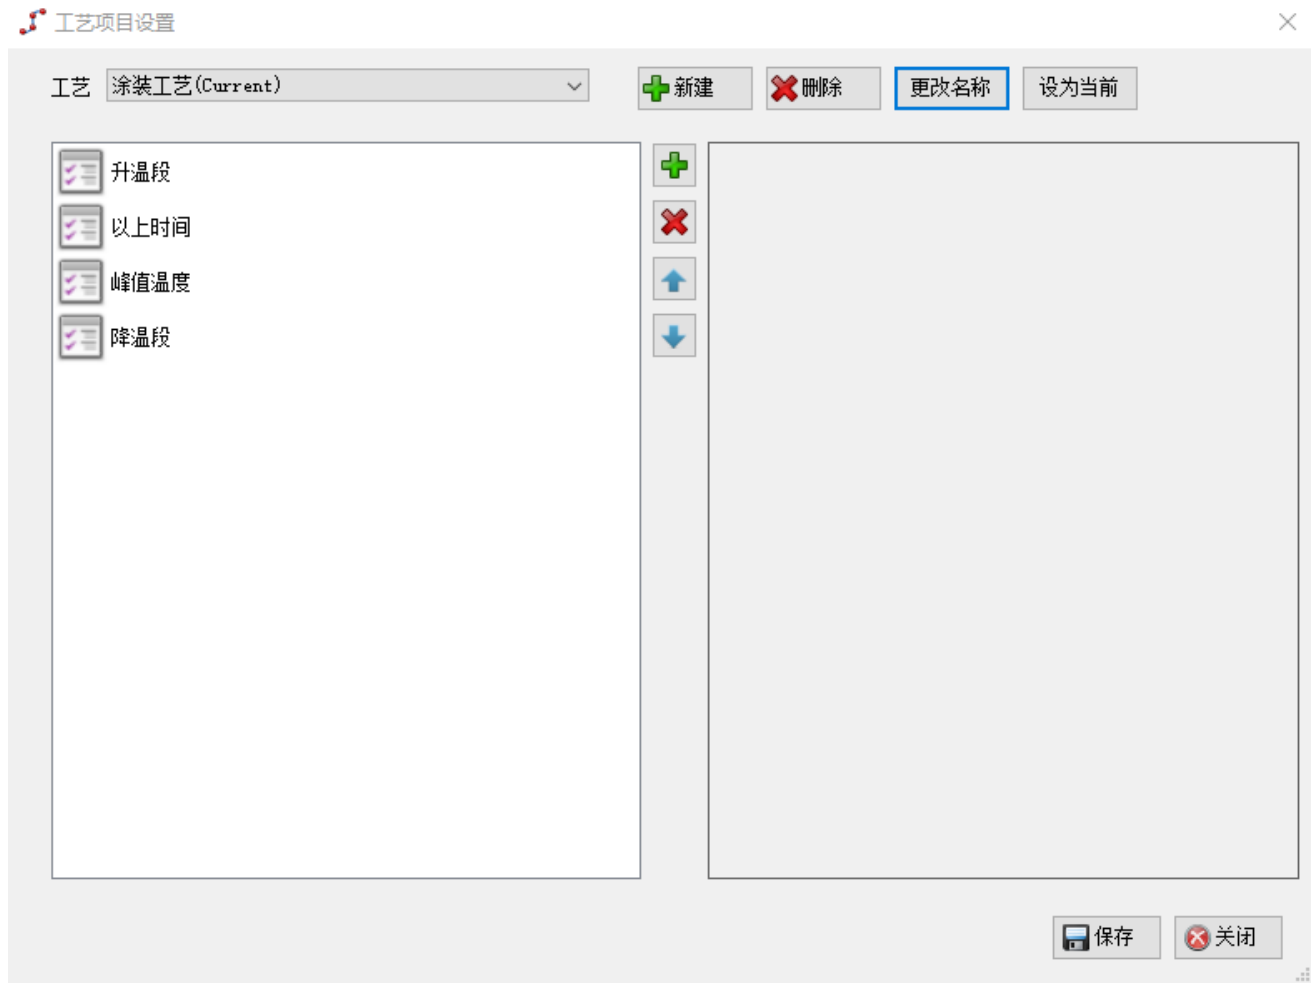 工艺项目设置
工艺 涂装工艺(Current) 新建 删除 更改名称 设为当前
升温段
以上时间
峰值温度
降温段
保存 关闭